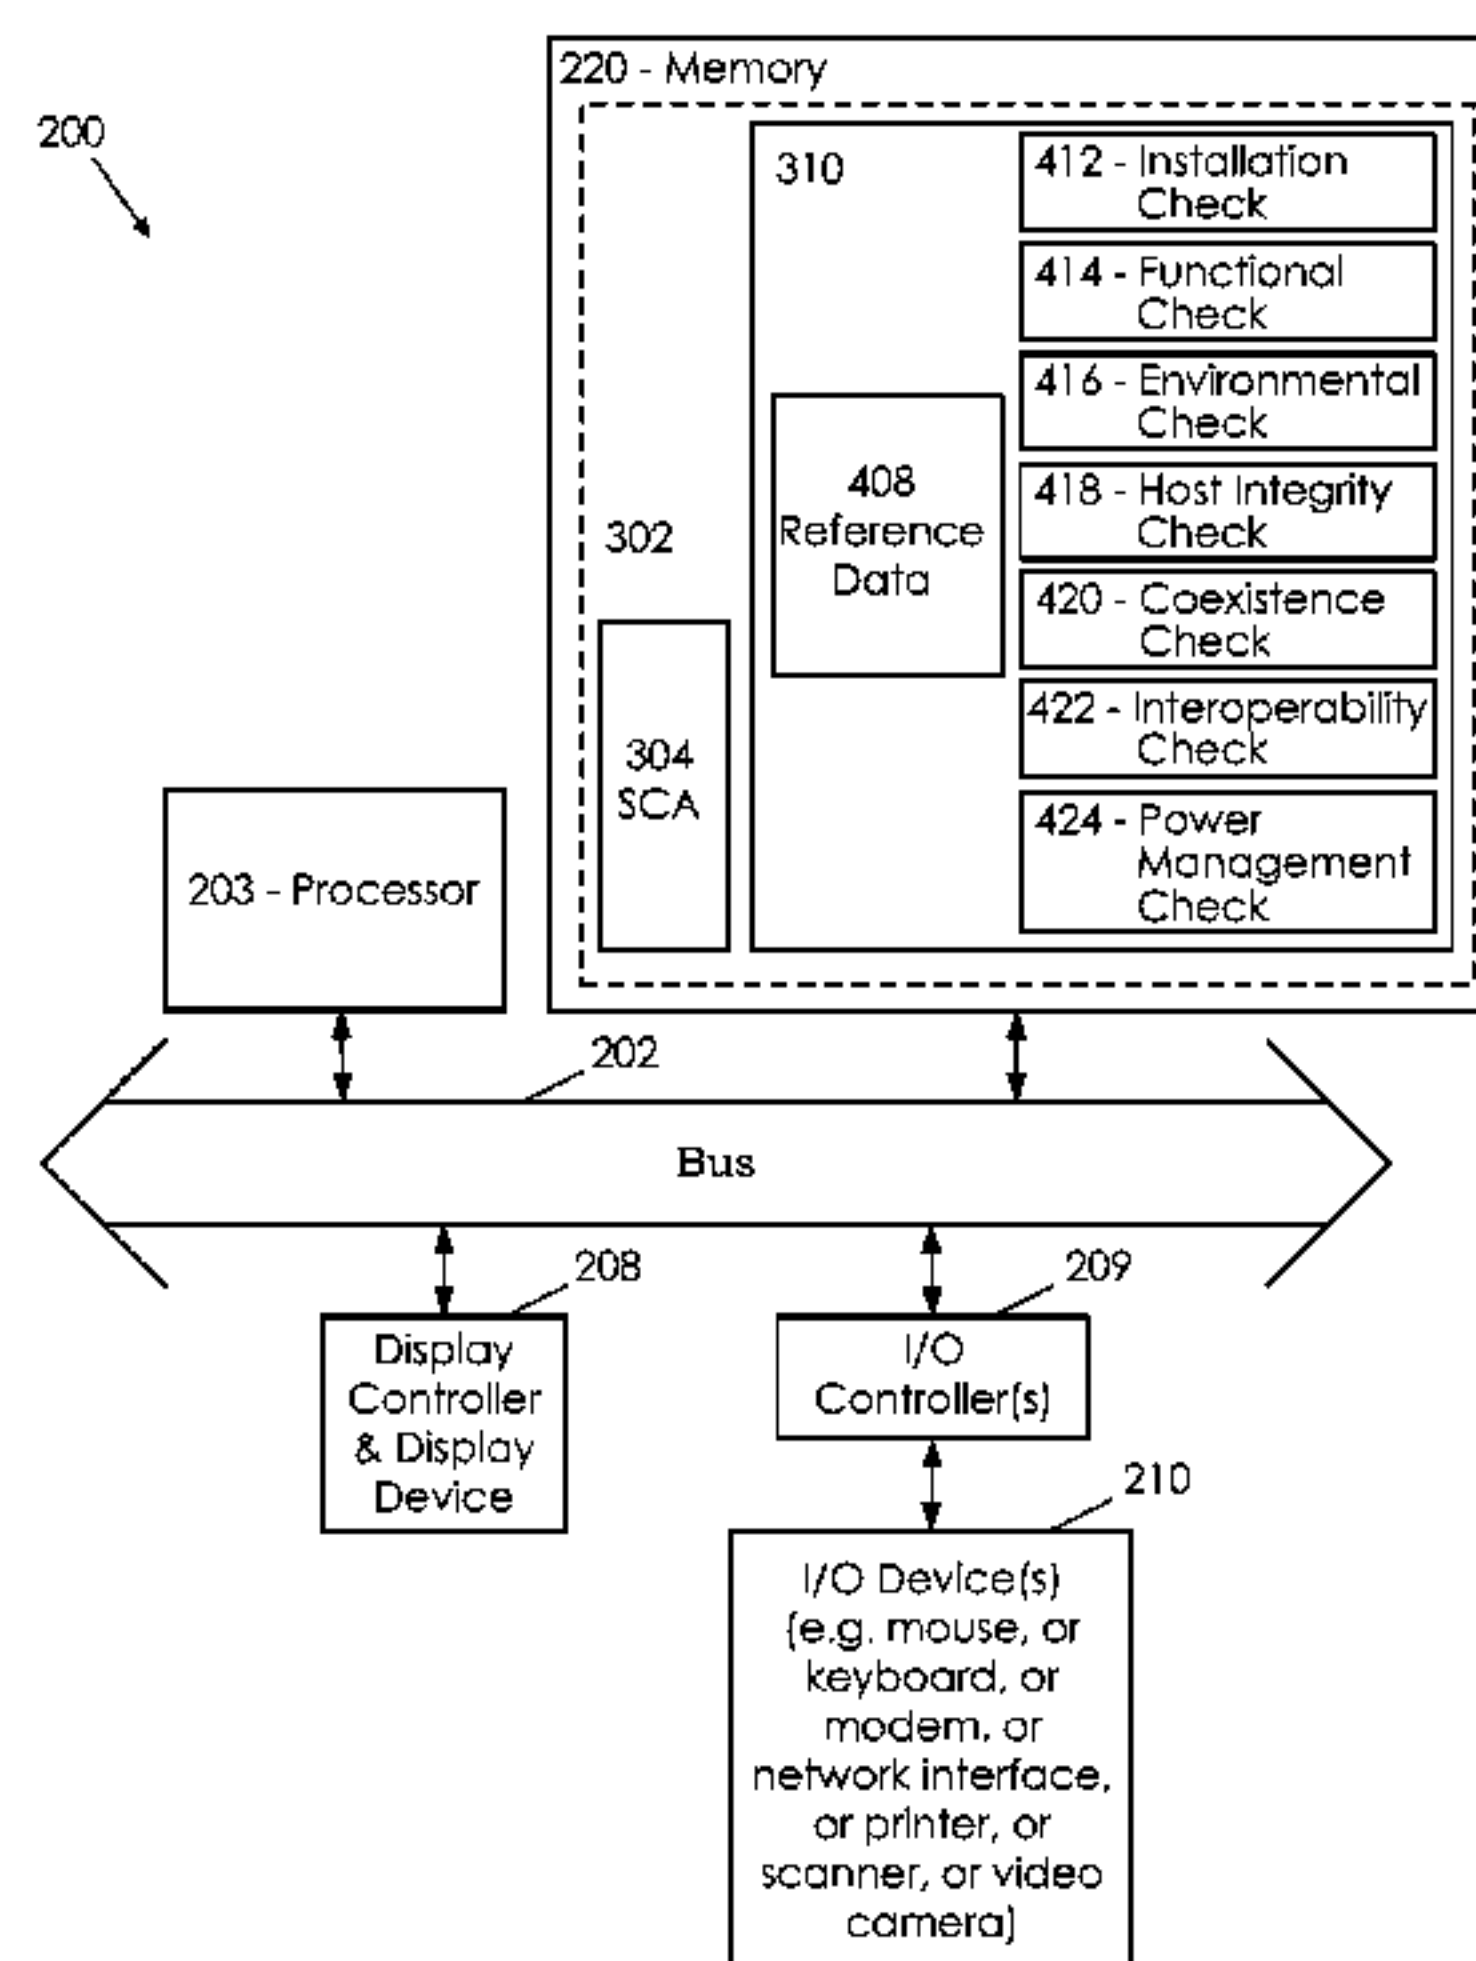 220 - Memory
200
310
412 - Installation
Check
414 - Functional
Check
416 - Environmental
Check
408
Reference
Data
418 - Host Integrity
Check
302
420 - Coexistence
Check
304
SCA
422 - Interoperability
Check
424 - Power
Management
Check
203 - Processor
202
Bus
208
209
Display
Controller
& Display
Device
I/O
Controller(s)
210
I/O Device(s)
(e.g. mouse, or
keyboard, or
modem, or
network interface,
or printer, or
scanner, or video
camera)